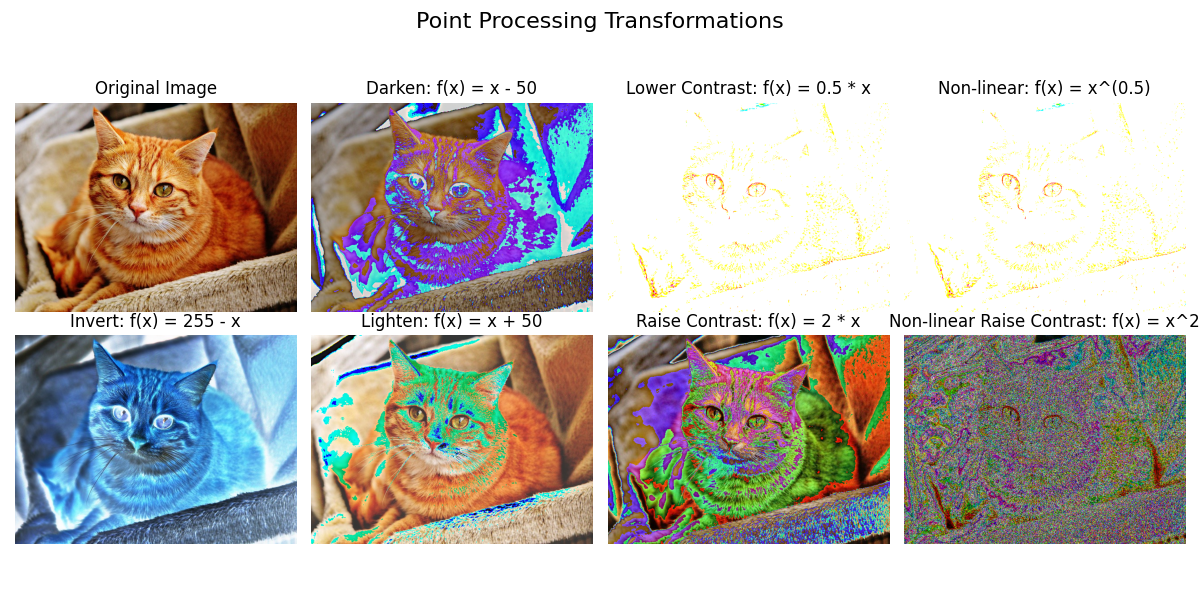 Point Processing Transformations
Original Image
Darken: f(x) = x - 50
Lower Contrast: f(x) = 0.5 * x
Non-linear: f(x) = x^(0.5)
Invert: f(x) = 255 - x
Lighten: f(x) = x + 50
Raise Contrast: f(x) = 2 * x
Non-linear Raise Contrast: f(x) = x^2